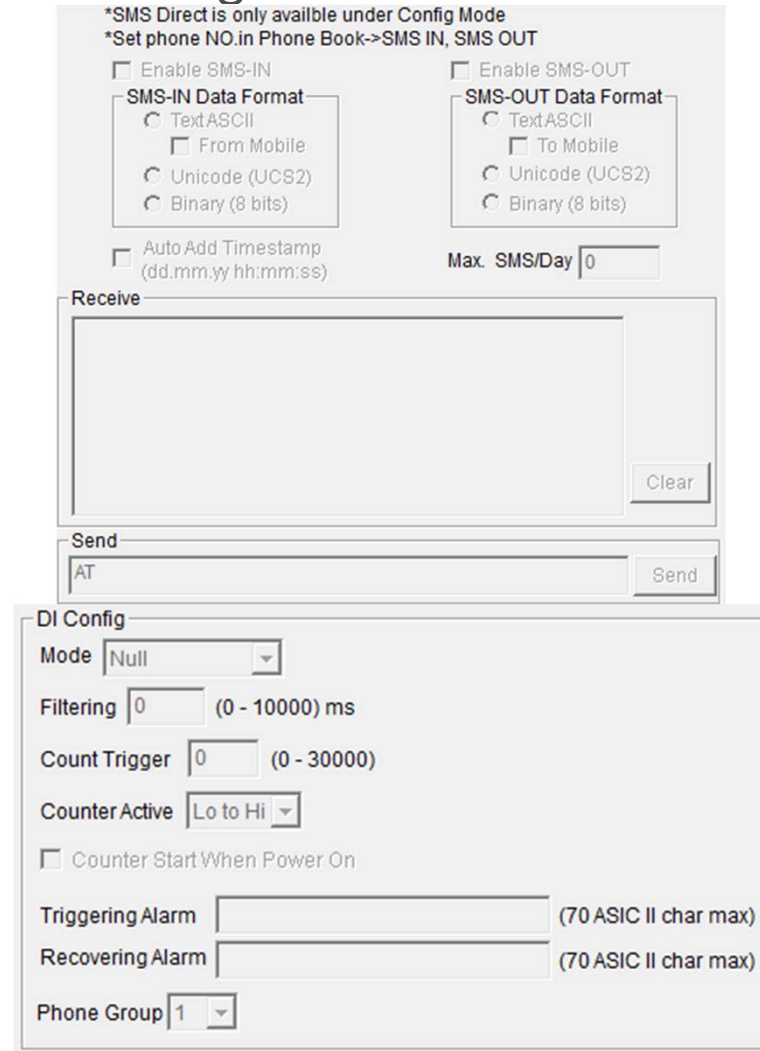 *SMS Direct is only availble under Config Mode
*Set phone NO.in Phone Book->SMS IN, SMS OUT
Enable SMS-IN
Enable SMS-OUT
SMS-IN Data Format
SMS-OUT Data Format
TextASCII
TextASCII
From Mobile
To Mobile
Unicode (UCS2)
Unicode (UCS2)
Binary (8 bits)
Binary (8 bits)
Auto Add Timestamp
(dd.mm.yy hh:mm:ss)
Max. SMS/Day 0
Receive
Clear
Send
AT
Send
DI Config
Mode Null
Filtering 0 (0 - 10000) ms
Count Trigger 0 (0 - 30000)
Counter Active Lo to Hi
Counter Start When Power On
Triggering Alarm (70 ASIC II char max)
Recovering Alarm (70 ASIC II char max)
Phone Group 1